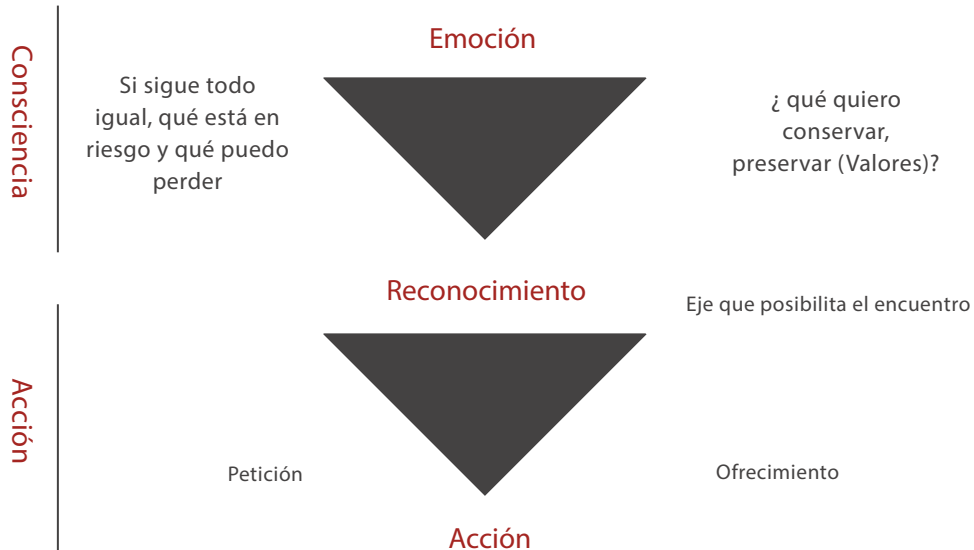 Consciencia
Emoción
Si sigue todo
igual, qué está en
riesgo y qué puedo
perder
¿ qué quiero
conservar,
preservar (Valores)?
Reconocimiento
Eje que posibilita el encuentro
Acción
Petición
Ofrecimiento
Acción